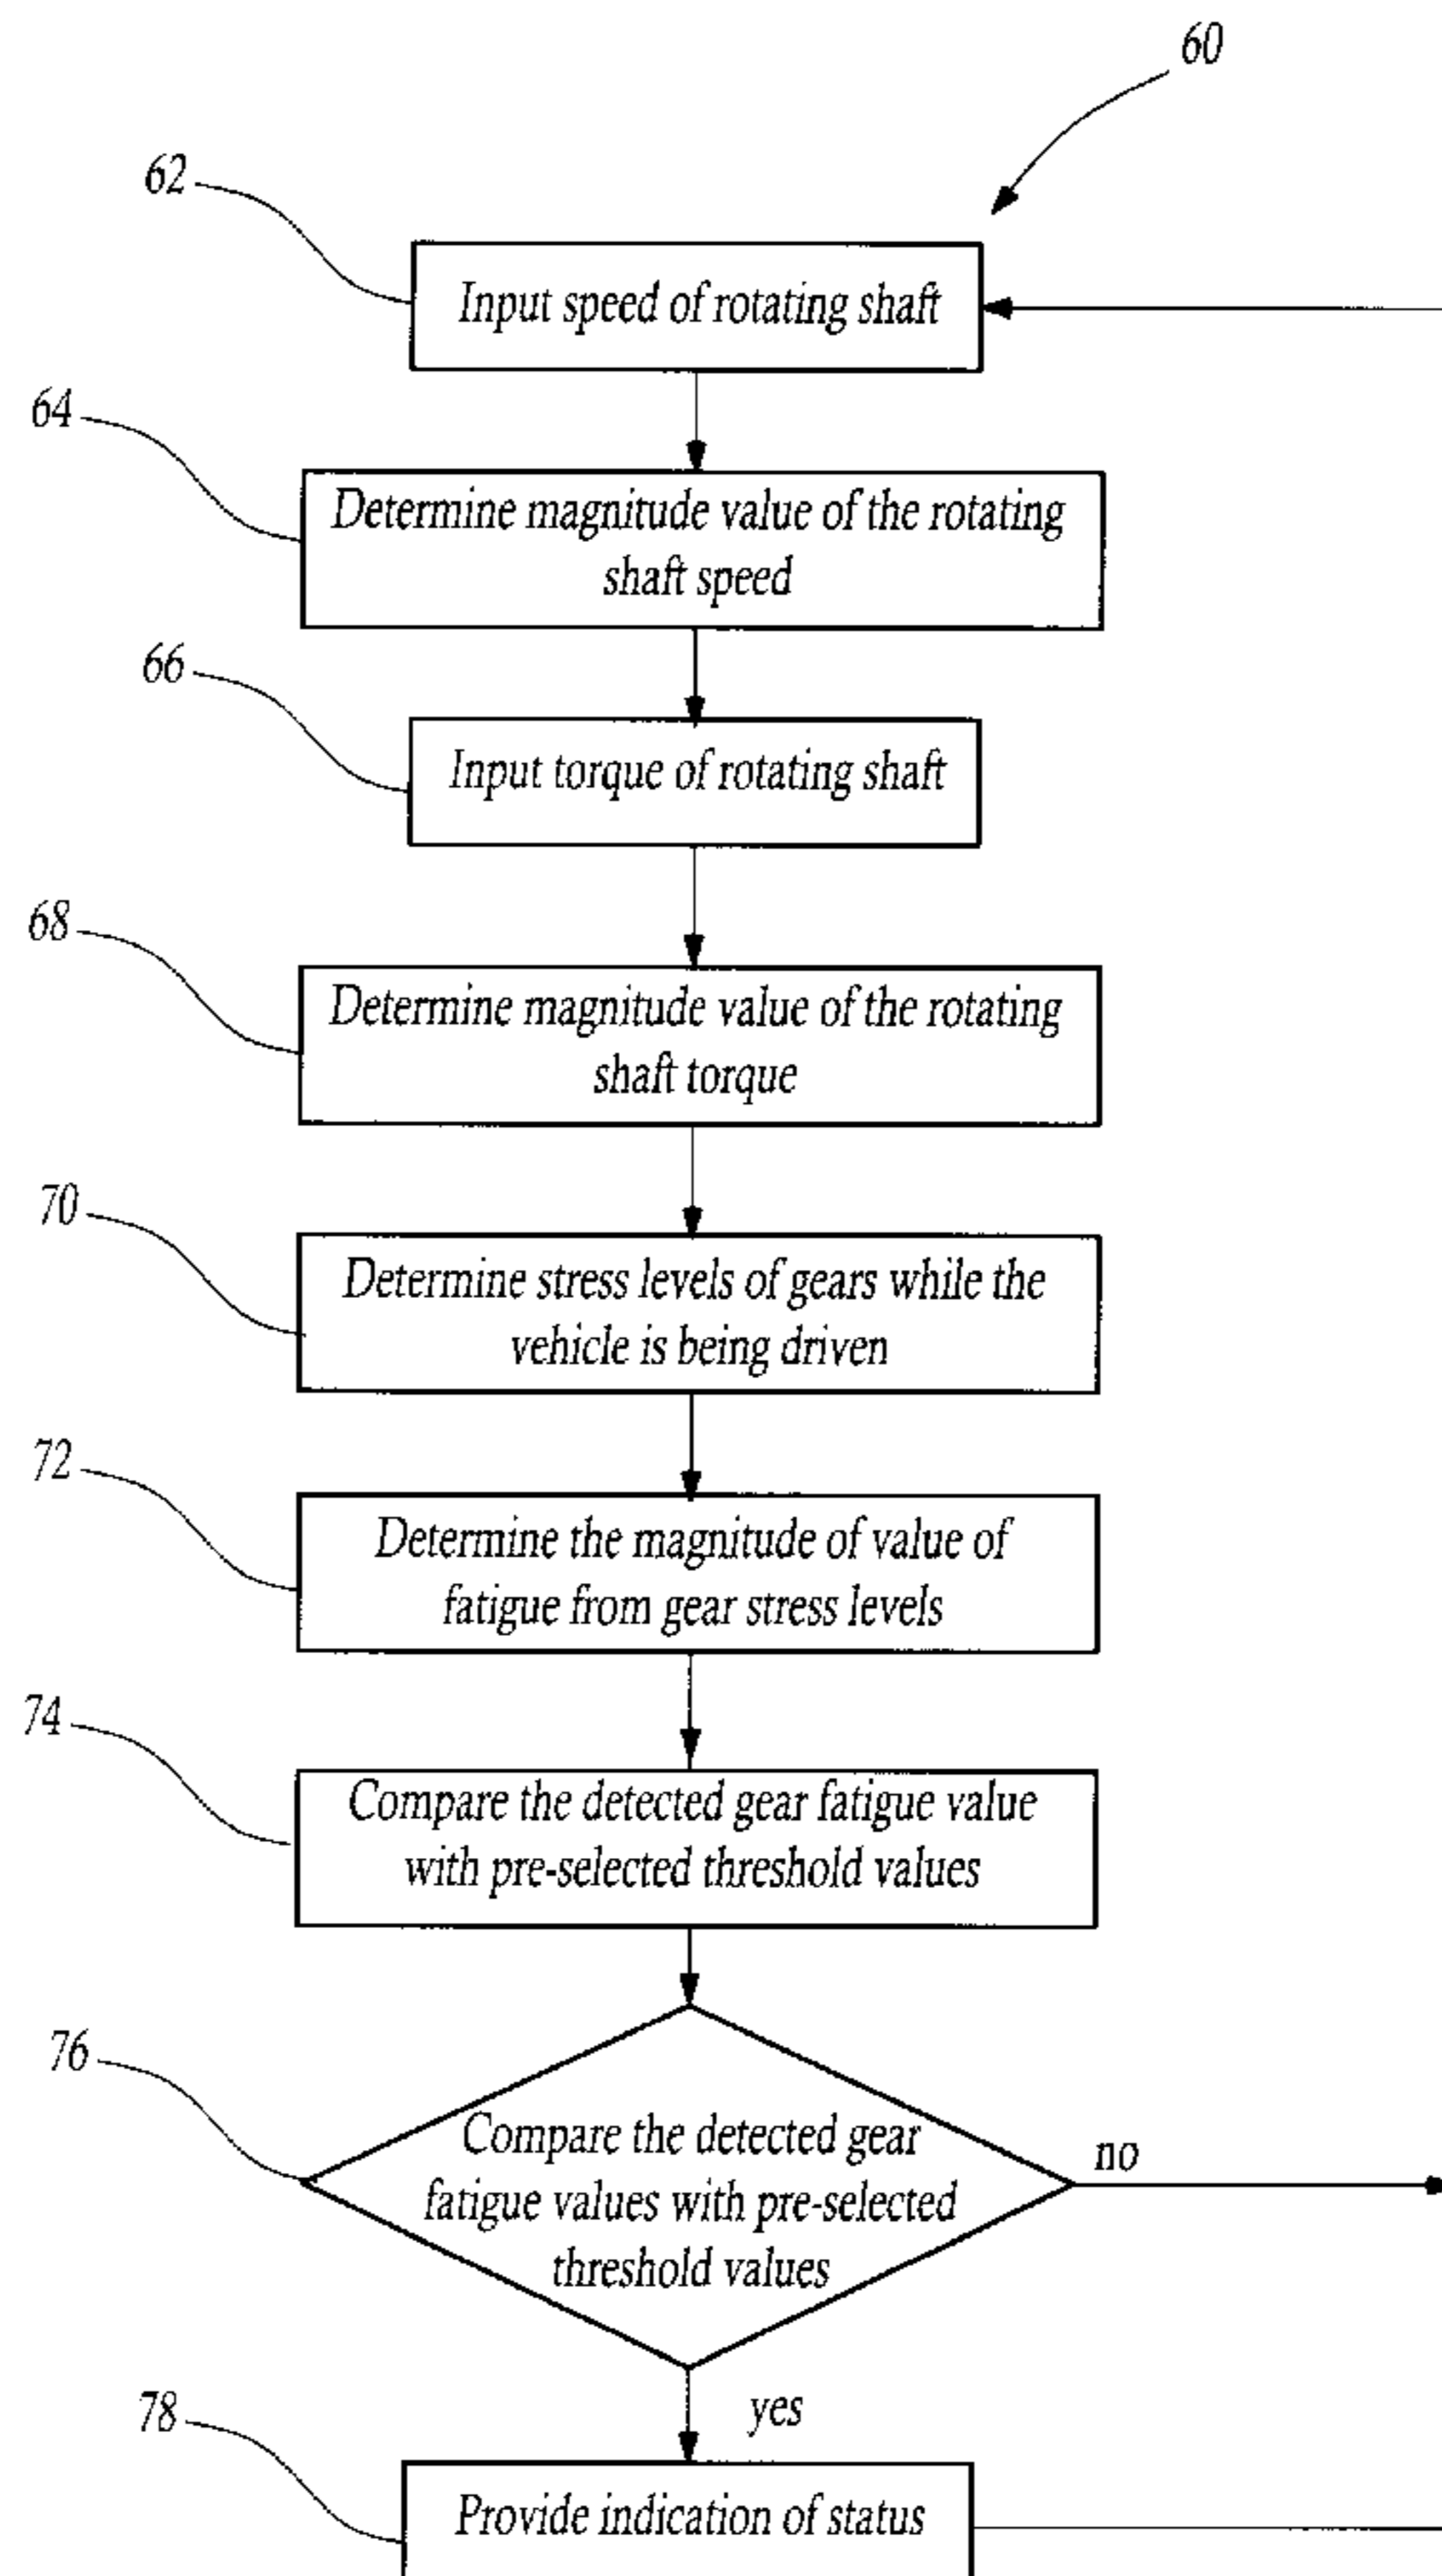 60
62
Input speed of rotating shaft
64
Determine magnitude value of the rotating
shaft speed
66
Input torque of rotating shaft
68
Determine magnitude value of the rotating
shaft torque
70
Determine stress levels of gears while the
vehicle is being driven
72
Determine the magnitude of value of
fatigue from gear stress levels
74
Compare the detected gear fatigue value
with pre-selected threshold values
76
Compare the detected gear
fatigue values with pre-selected
threshold values
no
yes
78
Provide indication of status